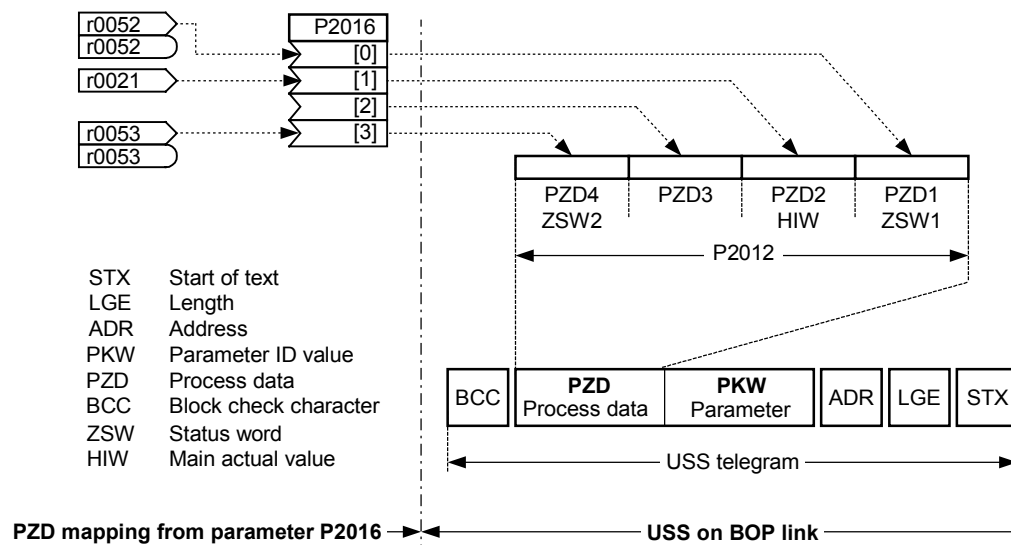 r0052
r0052
r0021
r0053
r0053
P2016
[0]
[1]
[2]
[3]
PZD4 PZD3 PZD2 PZD1
ZSW2 HIW ZSW1
P2012
STX Start of text
LGE Length
ADR Address
PKW Parameter ID value
PZD Process data
BCC Block check character
ZSW Status word
HIW Main actual value
BCC
PZD
Process data
PKW
Parameter
ADR
LGE
STX
USS telegram
PZD mapping from parameter P2016
USS on BOP link